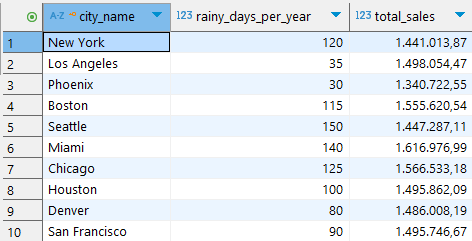 A-Z city_name 123 rainy_days_per_year 123 total_sales
1 New York 120 1.441.013,87
2 Los Angeles 35 1.498.054,47
3 Phoenix 30 1.340.722,55
4 Boston 115 1.555.620,54
5 Seattle 150 1.447.287,11
6 Miami 140 1.616.976,99
7 Chicago 125 1.566.533,18
8 Houston 100 1.495.862,09
9 Denver 80 1.486.008,19
10 San Francisco 90 1.495.746,67